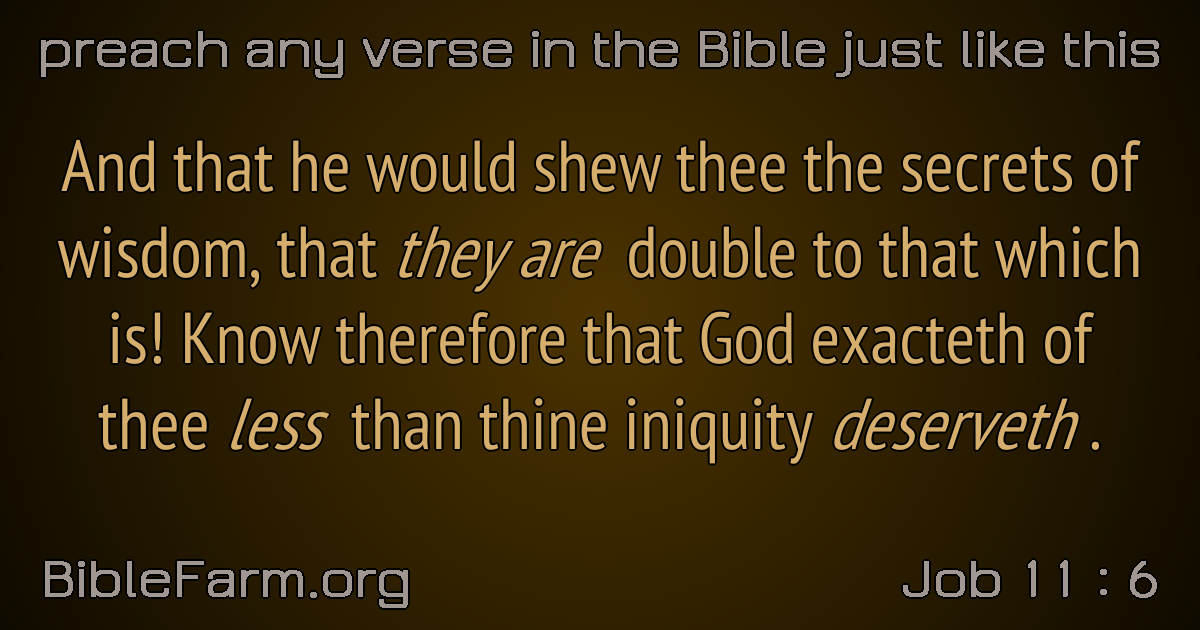 preach any verse in the Bible just like this
And that he would shew thee the secrets of
wisdom, that they are double to that which
is! Know therefore that God exacteth of
thee less than thine iniquity deserveth .
BibleFarm.org
Job 11 : 6